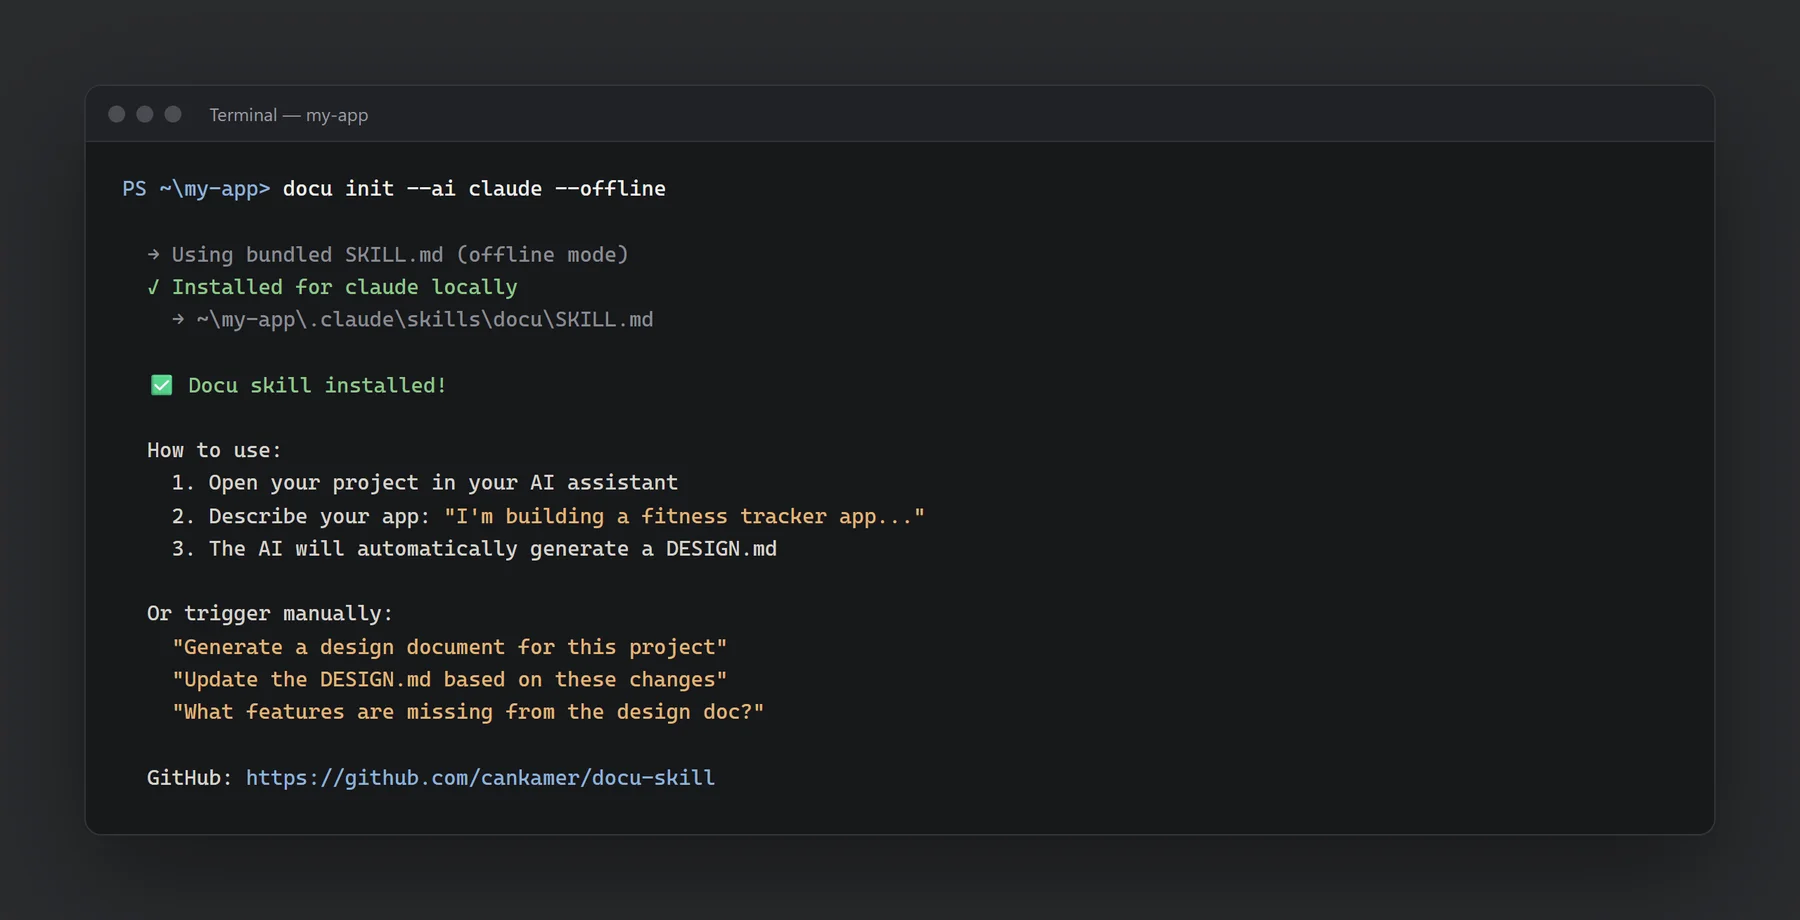 Terminal — my-app
PS ~\my-app> docu init --ai claude --offline
→ Using bundled SKILL.md (offline mode)
√ Installed for claude locally
→ ~\my-app\.claude\skills\docu\SKILL.md
✅ Docu skill installed!
How to use:
1. Open your project in your AI assistant
2. Describe your app: "I'm building a fitness tracker app..."
3. The AI will automatically generate a DESIGN.md
Or trigger manually:
"Generate a design document for this project"
"Update the DESIGN.md based on these changes"
"What features are missing from the design doc?"
GitHub: https://github.com/cankamer/docu-skill